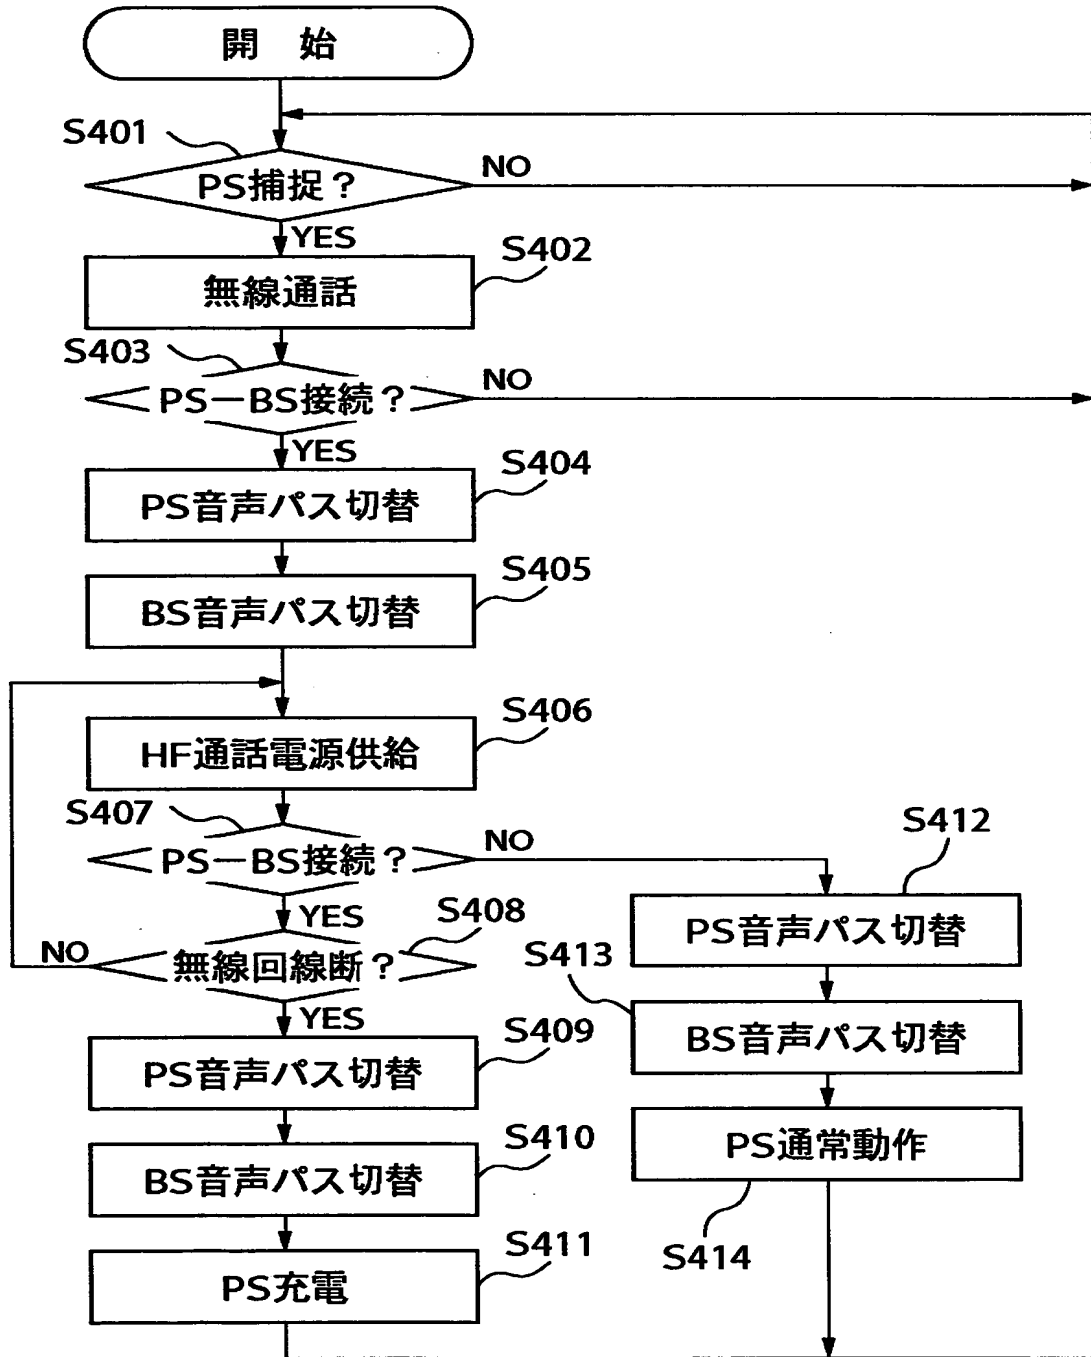 開　始
S401
PS捕捉？
NO
YES
S402
無線通話
S403
PS－BS接続？
NO
YES
S404
PS音声パス切替
S405
BS音声パス切替
S406
HF通話電源供給
S407
PS－BS接続？
NO
YES
S408
無線回線断？
NO
YES
S409
PS音声パス切替
S410
BS音声パス切替
S411
PS充電
S412
PS音声パス切替
S413
BS音声パス切替
PS通常動作
S414